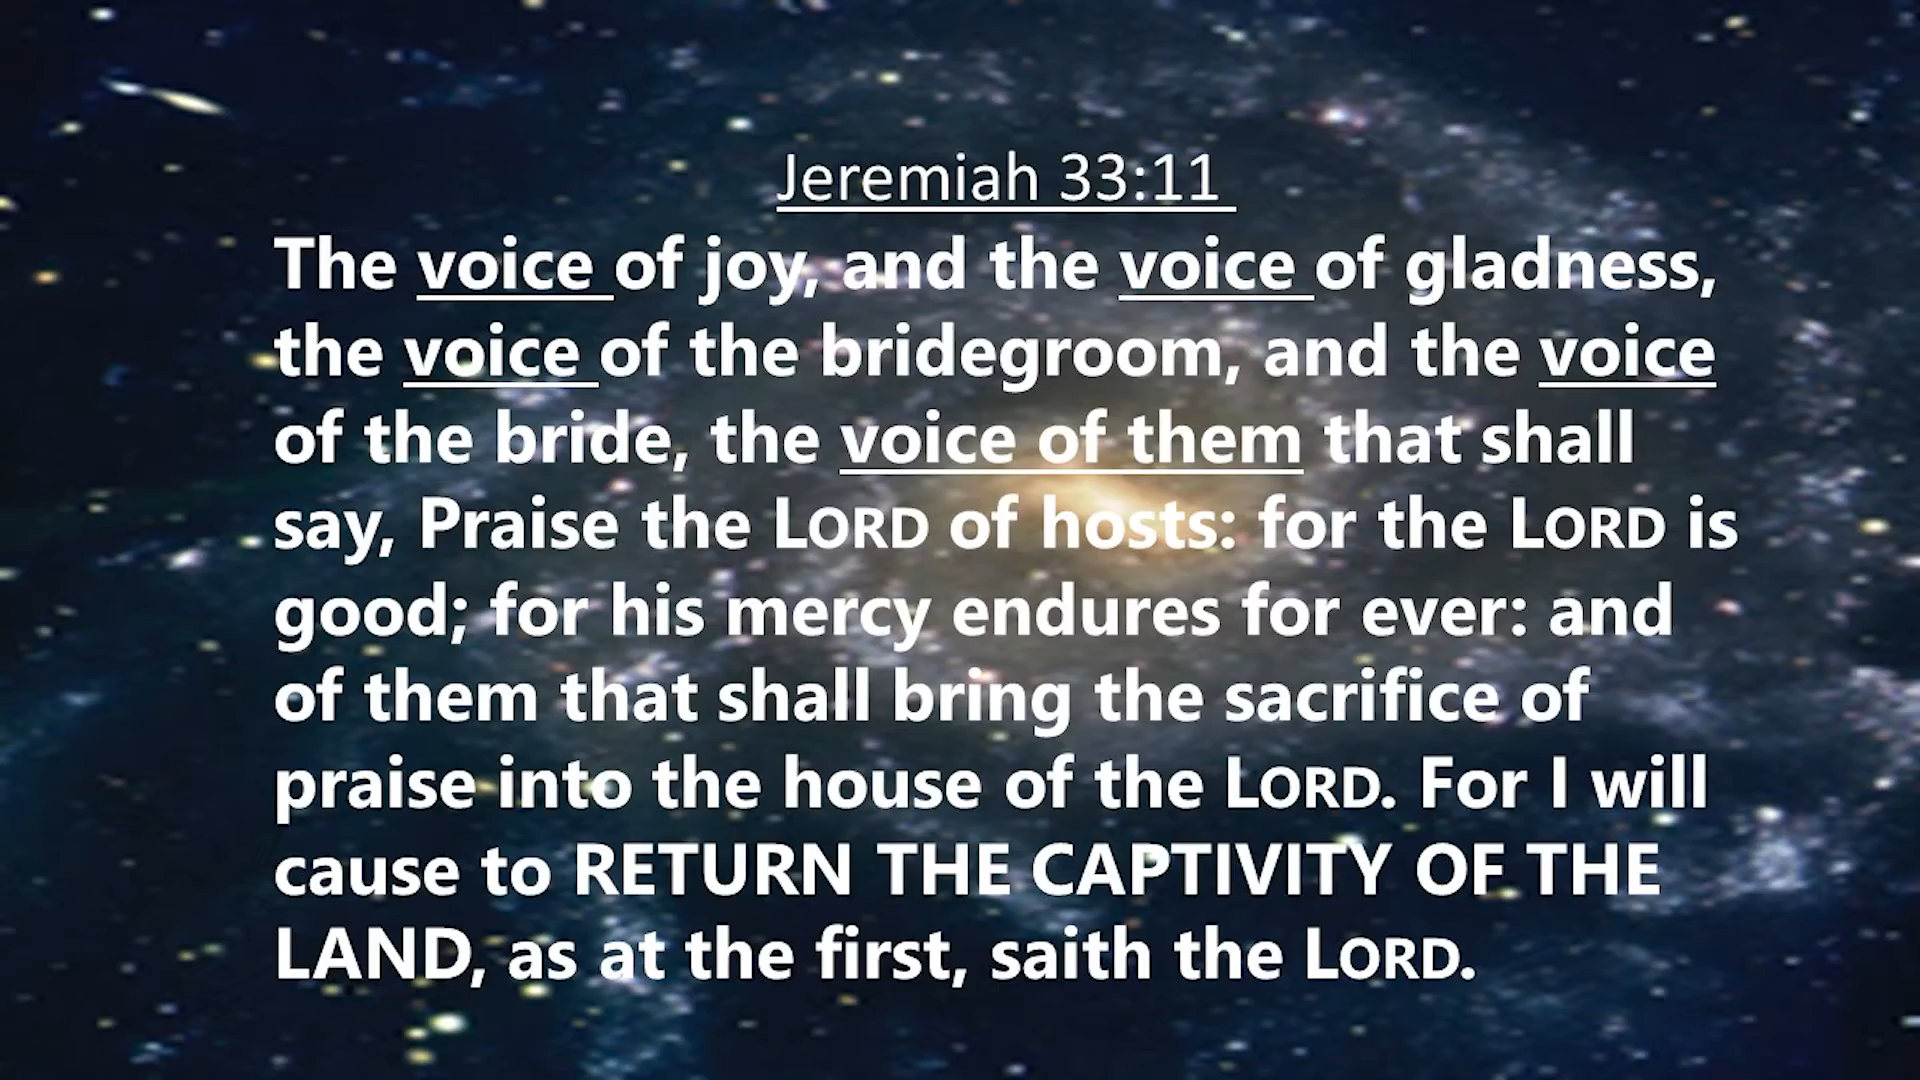 Jeremiah 33:11
The voice of joy, and the voice of gladness,
the voice of the bridegroom, and the voice
of the bride, the voice of them that shall
say, Praise the LORD of hosts: for the LORD is
good; for his mercy endures for ever: and
of them that shall bring the sacrifice of
praise into the house of the LORD. For I will
cause to RETURN THE CAPTIVITY OF THE
LAND, as at the first, saith the LORD.